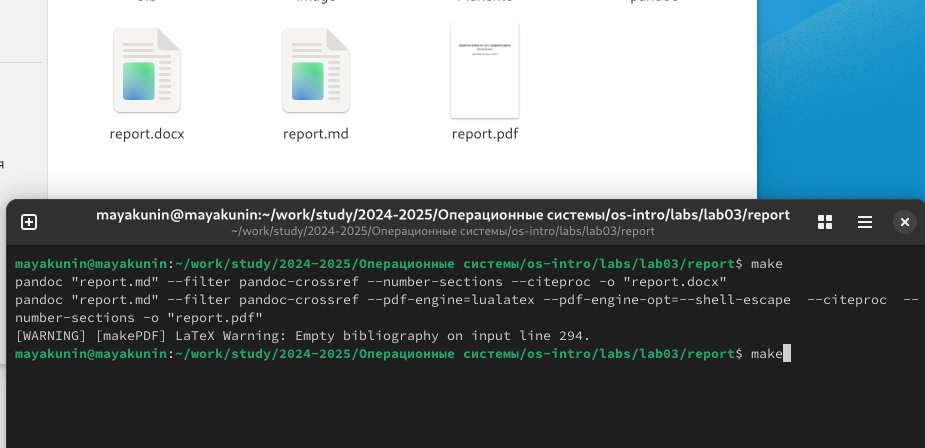 report.docx
report.md
report.pdf
я
mayakunin@mayakunin:~/work/study/2024-2025/Операционные системы/os-intro/labs/lab03/report
~/work/study/2024-2025/Операционные системы/os-intro/labs/lab03/report
mayakunin@mayakunin:~/work/study/2024-2025/Операционные системы/os-intro/labs/lab03/report$ make
pandoc "report.md" --filter pandoc-crossref --number-sections --citeproc -o "report.docx"
pandoc "report.md" --filter pandoc-crossref --pdf-engine=lualatex --pdf-engine-opt=--shell-escape  --citeproc  --
number-sections -o "report.pdf"
[WARNING] [makePDF] LaTeX Warning: Empty bibliography on input line 294.
mayakunin@mayakunin:~/work/study/2024-2025/Операционные системы/os-intro/labs/lab03/report$ make